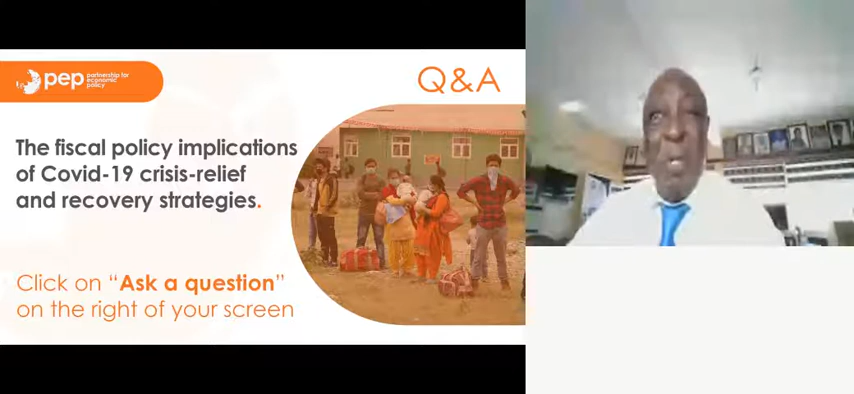 pep partnership for
economic
policy
Q&A
The fiscal policy implications
of Covid-19 crisis-relief
and recovery strategies.
Click on “Ask a question”
on the right of your screen